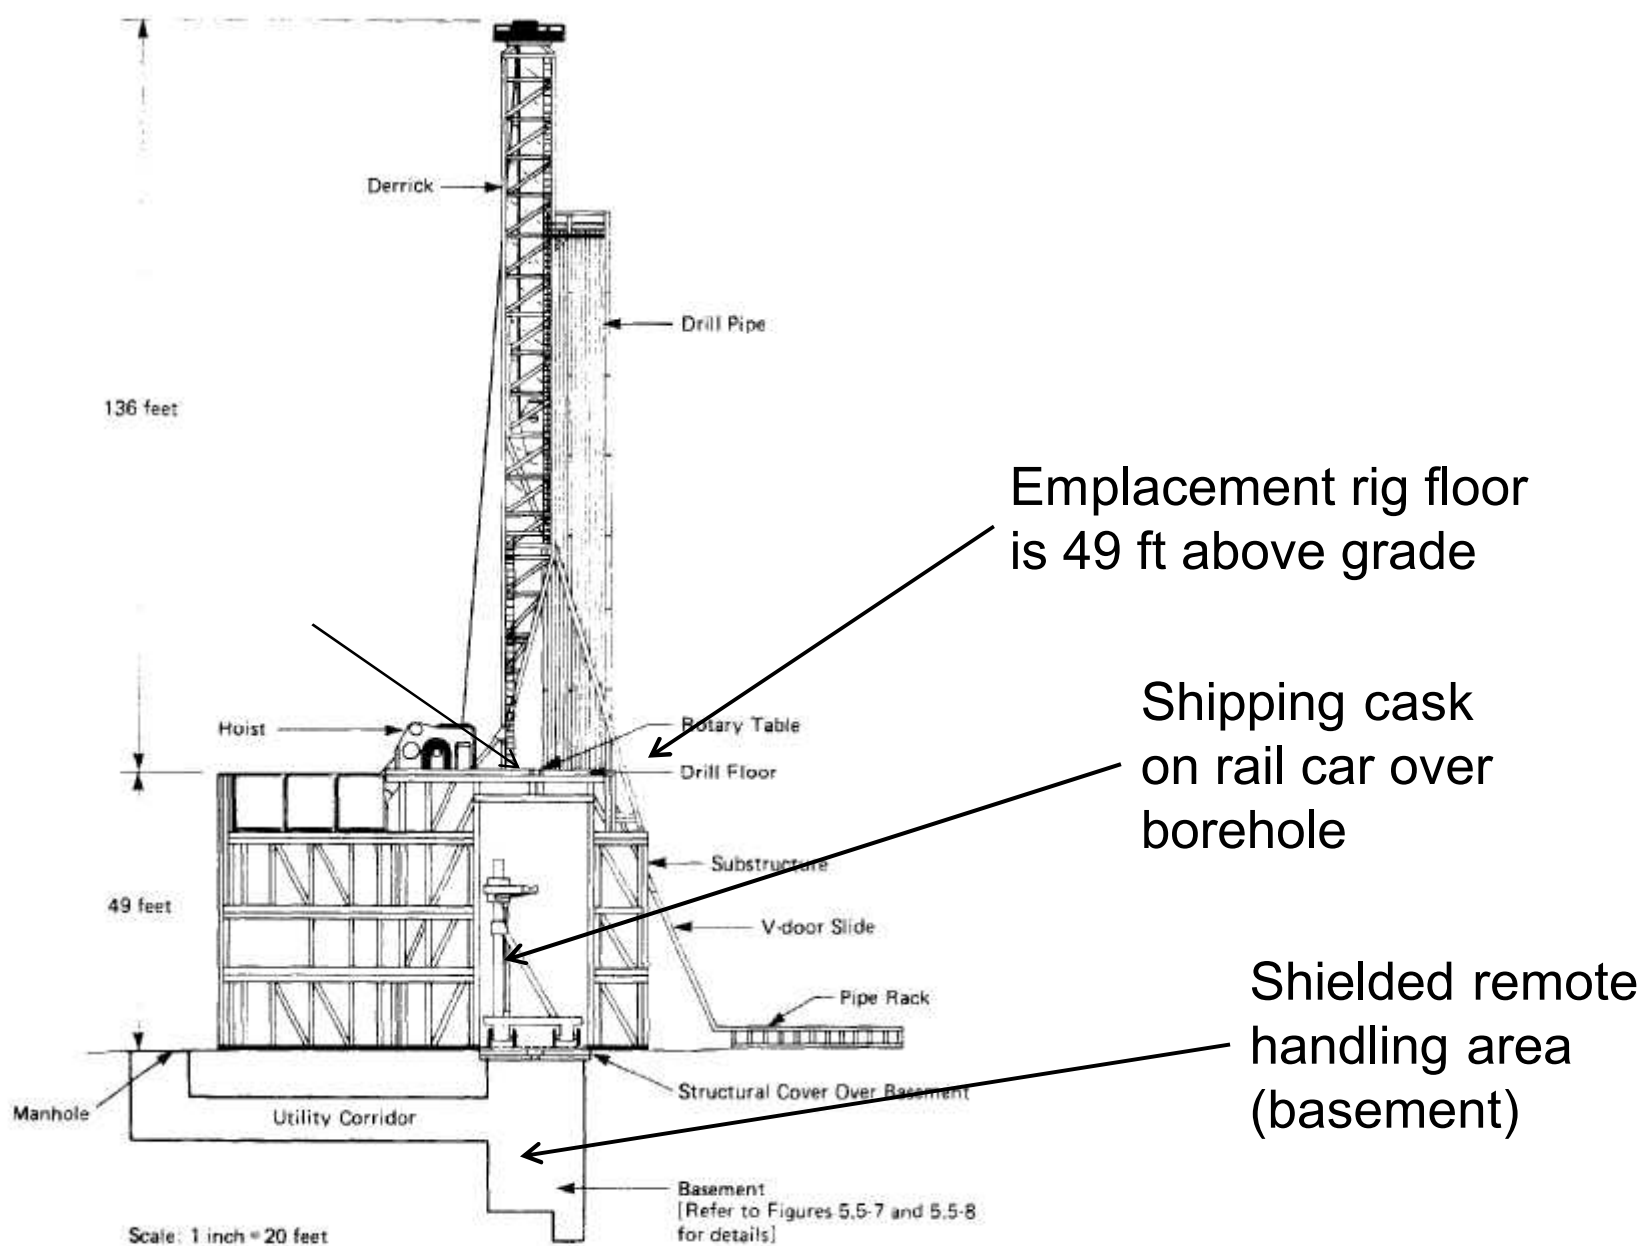 Derrick
Drill Pipe
136 feet
Emplacement rig floor
is 49 ft above grade
Shipping cask
on rail car over
borehole
Hoist
Rotary Table
Drill Floor
Substructure
49 feet
V-door Slide
Shielded remote
handling area
(basement)
Pipe Rack
Structural Cover Over Basement
Manhole
Utility Corridor
Basement
[Refer to Figures 5.5-7 and 5.5-8
for details]
Scale: 1 inch = 20 feet